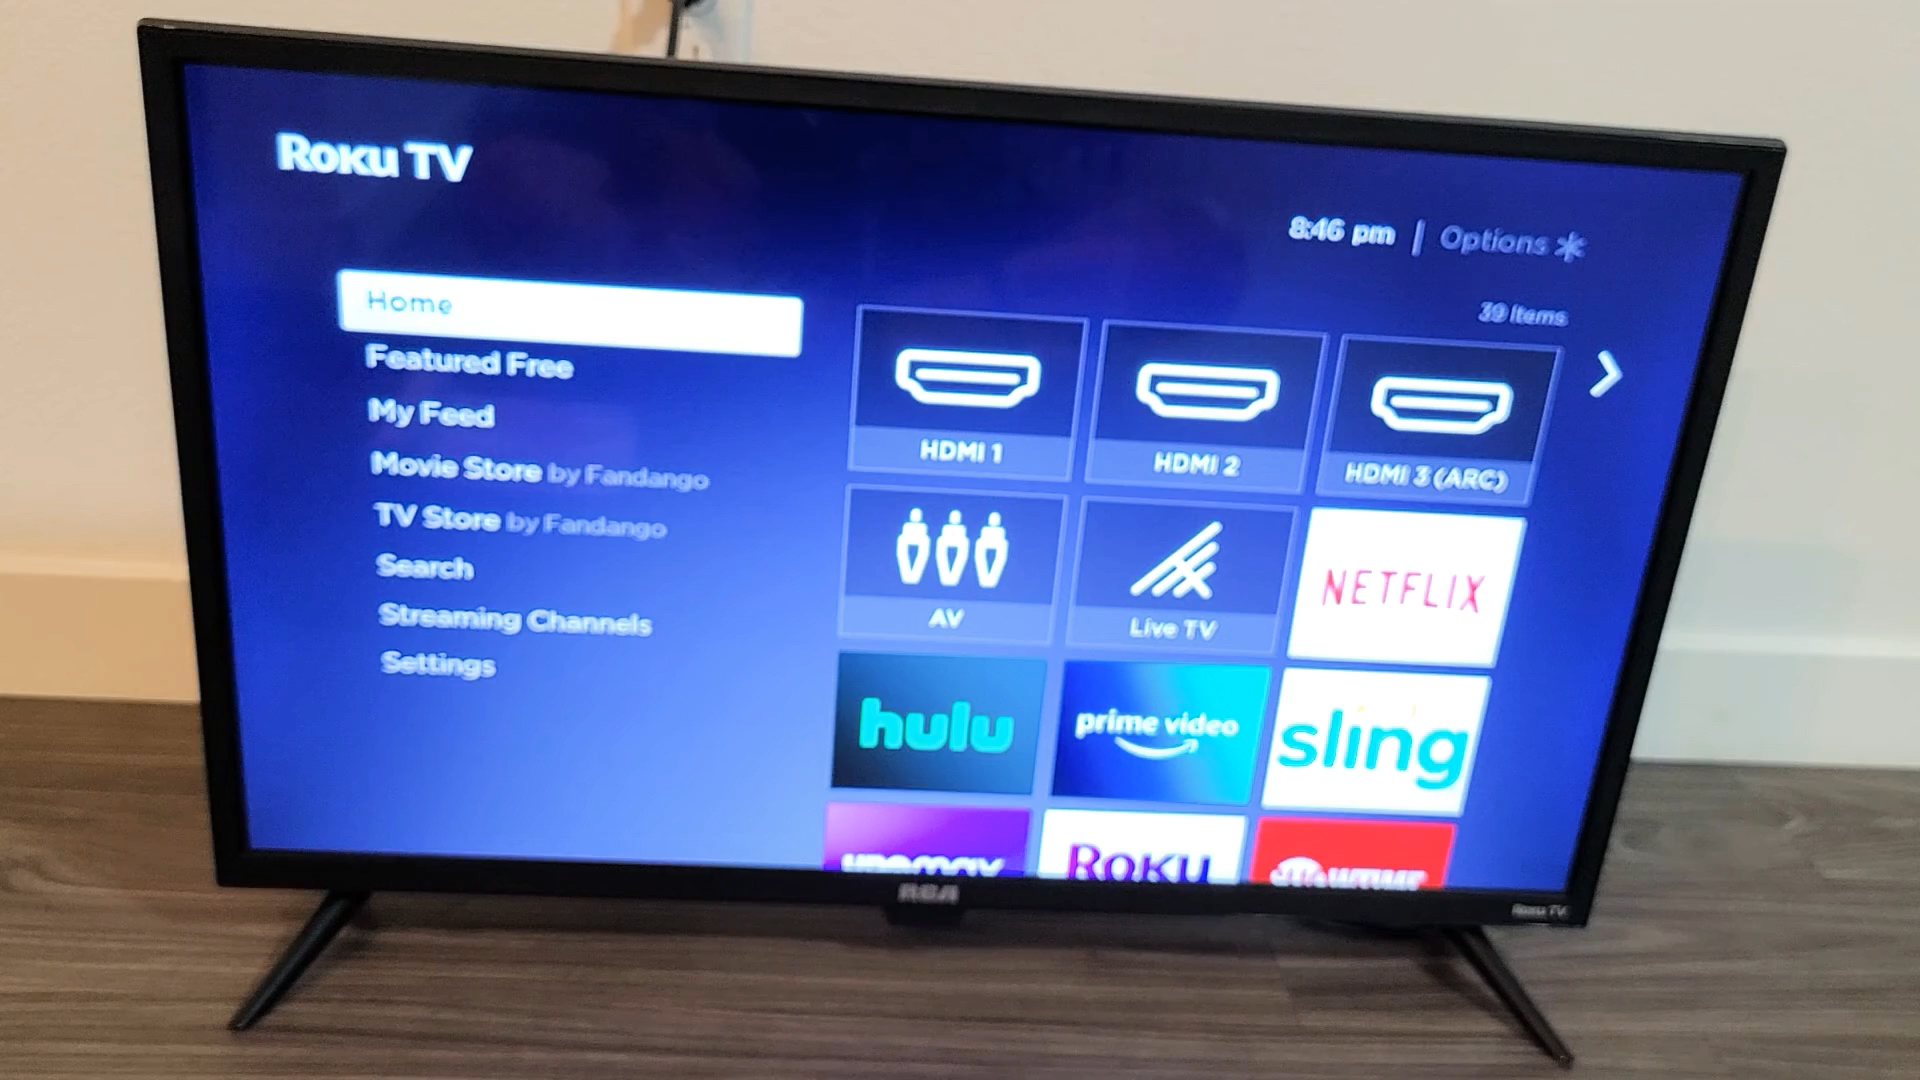 Roku TV
8:46 pm | Options ✱
39 Items
Home
Featured Free
My Feed
Movie Store by Fandango
TV Store by Fandango
Search
Streaming Channels
Settings
HDMI 1
HDMI 2
HDMI 3 (ARC)
AV
Live TV
NETFLIX
hulu
prime video
sling
Roku
SHOWTIME
RCA
Roku TV